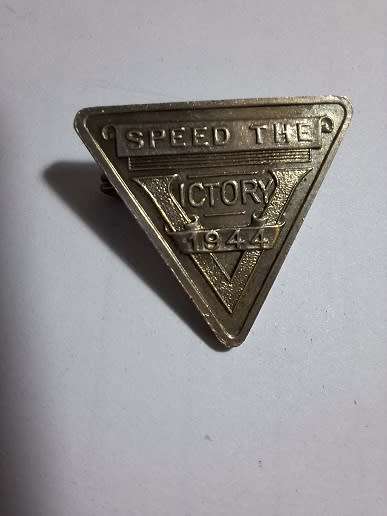 SPEED THE
VICTORY
1944